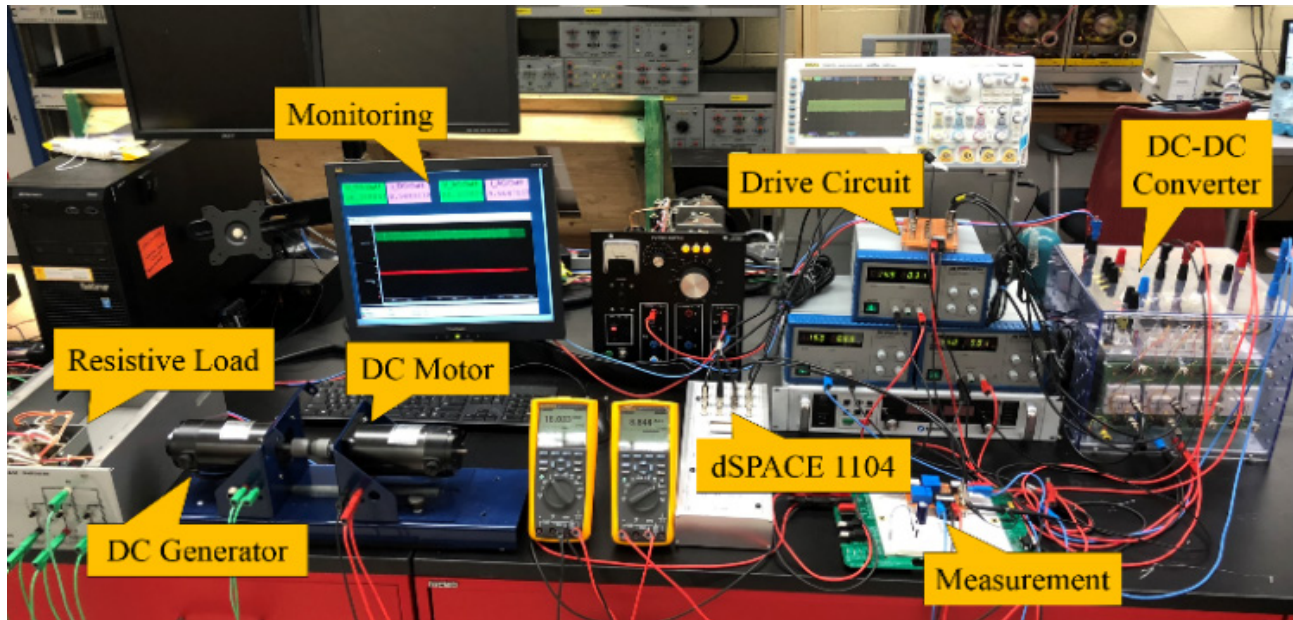 Monitoring
Drive Circuit
DC-DC
Converter
Resistive Load
DC Motor
dSPACE 1104
DC Generator
Measurement